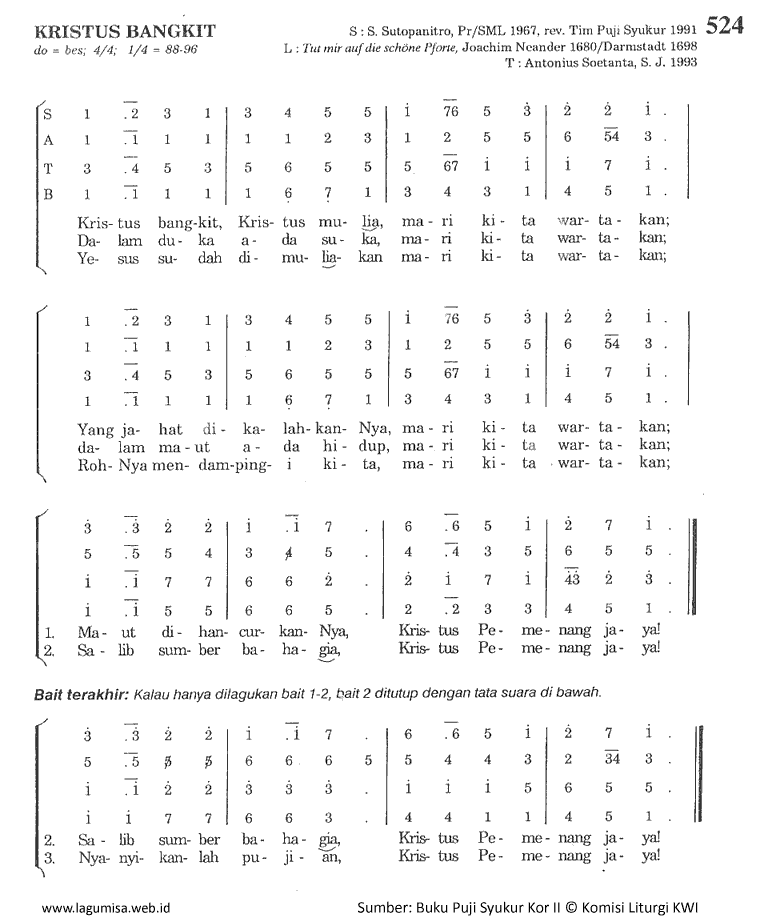 KRISTUS BANGKIT
do = bes; 4/4; 1/4 = 88-96
S : S. Sutopanitro, Pr/SML 1967, rev. Tim Puji Syukur 1991 524
L : Tut mir auf die schöne Pforte, Joachim Neander 1680/Darmstadt 1698
T : Antonius Soetanta, S. J. 1993
S 1 .2 3 1 | 3 4 5 5 | i 76 5 3̇ | 2̇ 2̇ i .
A 1 .1 1 1 | 1 1 2 3 | 1 2 5 5 | 6 54 3 .
T 3 .4 5 3 | 5 6 5 5 | 5 67 i i | i 7 i .
B 1 .1 1 1 | 1 6̣ 7̣ 1 | 3 4 3 1 | 4 5 1 .
Kris- tus bang-kit, Kris- tus mu- lia, ma - ri ki - ta war- ta - kan;
Da- lam du - ka a - da su - ka, ma - ri ki - ta war- ta - kan;
Ye- sus su- dah di - mu- lia- kan ma - ri ki - ta war- ta - kan;
1 .2 3 1 | 3 4 5 5 | i 76 5 3̇ | 2̇ 2̇ i .
1 .1 1 1 | 1 1 2 3 | 1 2 5 5 | 6 54 3 .
3 .4 5 3 | 5 6 5 5 | 5 67 i i | i 7 i .
1 .1 1 1 | 1 6̣ 7̣ 1 | 3 4 3 1 | 4 5 1 .
Yang ja- hat di - ka- lah- kan- Nya, ma - ri ki - ta war- ta - kan;
da- lam ma - ut a - da hi - dup, ma - ri ki - ta war- ta - kan;
Roh- Nya men- dam-ping- i ki - ta, ma - ri ki - ta war- ta - kan;
3̇ .3̇ 2̇ 2̇ | i .i 7 . | 6 .6 5 i | 2̇ 7 i .
5 .5 5 4 | 3 4̸ 5 . | 4 .4 3 5 | 6 5 5 .
i .i 7 7 | 6 6 2̇ . | 2̇ i 7 i | 4̇3̇ 2̇ 3̇ .
i .i 5 5 | 6 6 5 . | 2 .2 3 3 | 4 5 1 .
1. Ma - ut di - han- cur- kan- Nya, Kris- tus Pe - me - nang ja - ya!
2. Sa - lib sum- ber ba - ha - gia, Kris- tus Pe - me - nang ja - ya!
Bait terakhir: Kalau hanya dilagukan bait 1-2, bait 2 ditutup dengan tata suara di bawah.
3̇ .3̇ 2̇ 2̇ | i .i 7 . | 6 .6 5 i | 2̇ 7 i .
5 .5 5̸ 5̸ | 6 6 6 5 | 5 4 4 3 | 2 34 3 .
i .i 2̇ 2̇ | 3̇ 3̇ 3̇ . | i i i 5 | 6 5 5 .
i i 7 7 | 6 6 3 . | 4 4 1 1 | 4 5 1 .
2. Sa - lib sum- ber ba - ha - gia, Kris- tus Pe - me - nang ja - ya!
3. Nya- nyi- kan- lah pu - ji - an, Kris- tus Pe - me - nang ja - ya!
www.lagumisa.web.id Sumber: Buku Puji Syukur Kor II © Komisi Liturgi KWI